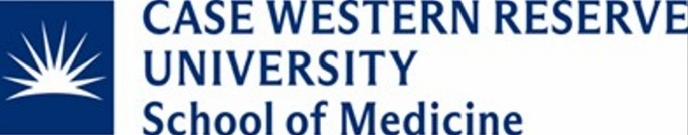 CASE WESTERN RESERVE
UNIVERSITY
School of Medicine